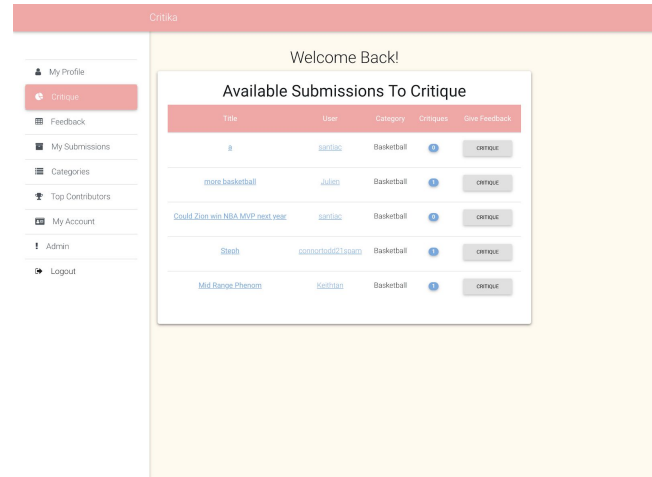 Critika
My Profile
Critique
Feedback
My Submissions
Categories
Top Contributors
My Account
Admin
Logout
Welcome Back!
Available Submissions To Critique
Title User Category Critiques Give Feedback
a santiac Basketball 0 CRITIQUE
more basketball Julien Basketball 1 CRITIQUE
Could Zion win NBA MVP next year santiac Basketball 0 CRITIQUE
Steph connortodd21spam Basketball 1 CRITIQUE
Mid Range Phenom Keithtan Basketball 1 CRITIQUE